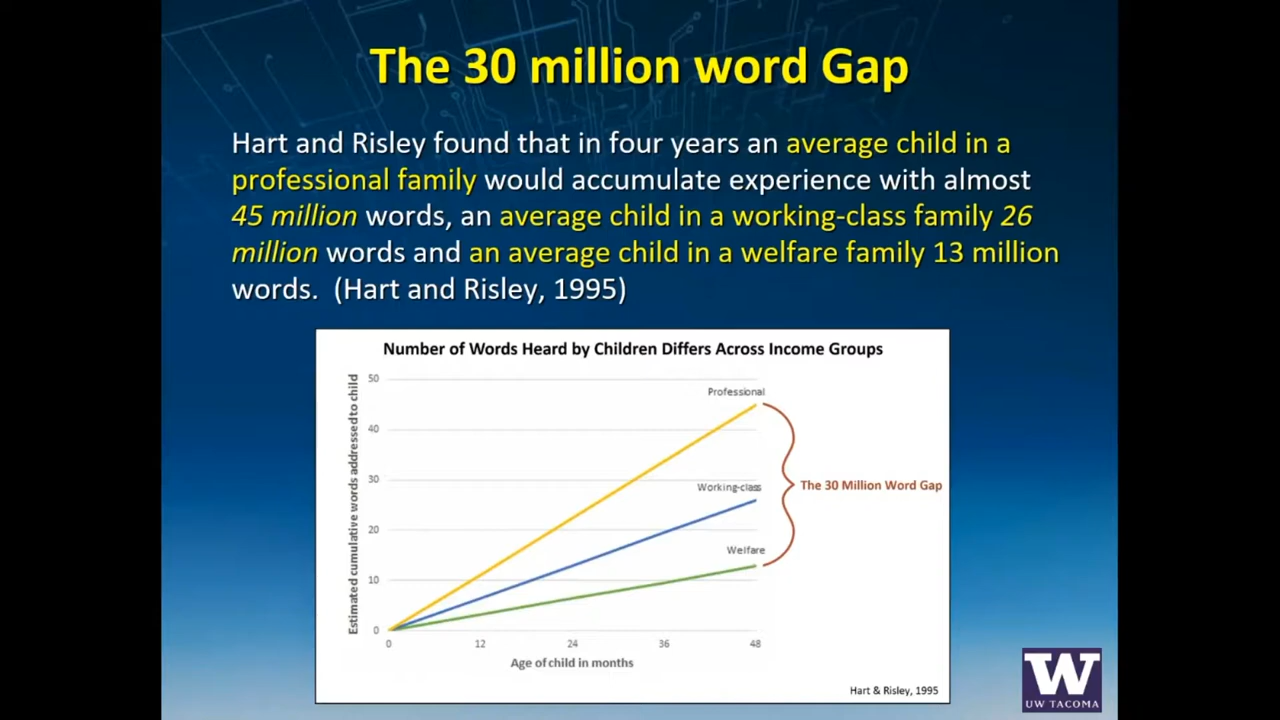 The 30 million word Gap
Hart and Risley found that in four years an average child in a
professional family would accumulate experience with almost
45 million words, an average child in a working-class family 26
million words and an average child in a welfare family 13 million
words.  (Hart and Risley, 1995)
Number of Words Heard by Children Differs Across Income Groups
Estimated cumulative words addressed to child
50
40
30
20
10
0
Professional
Working-class
Welfare
The 30 Million Word Gap
0 12 24 36 48
Age of child in months
Hart & Risley, 1995
W
UW TACOMA